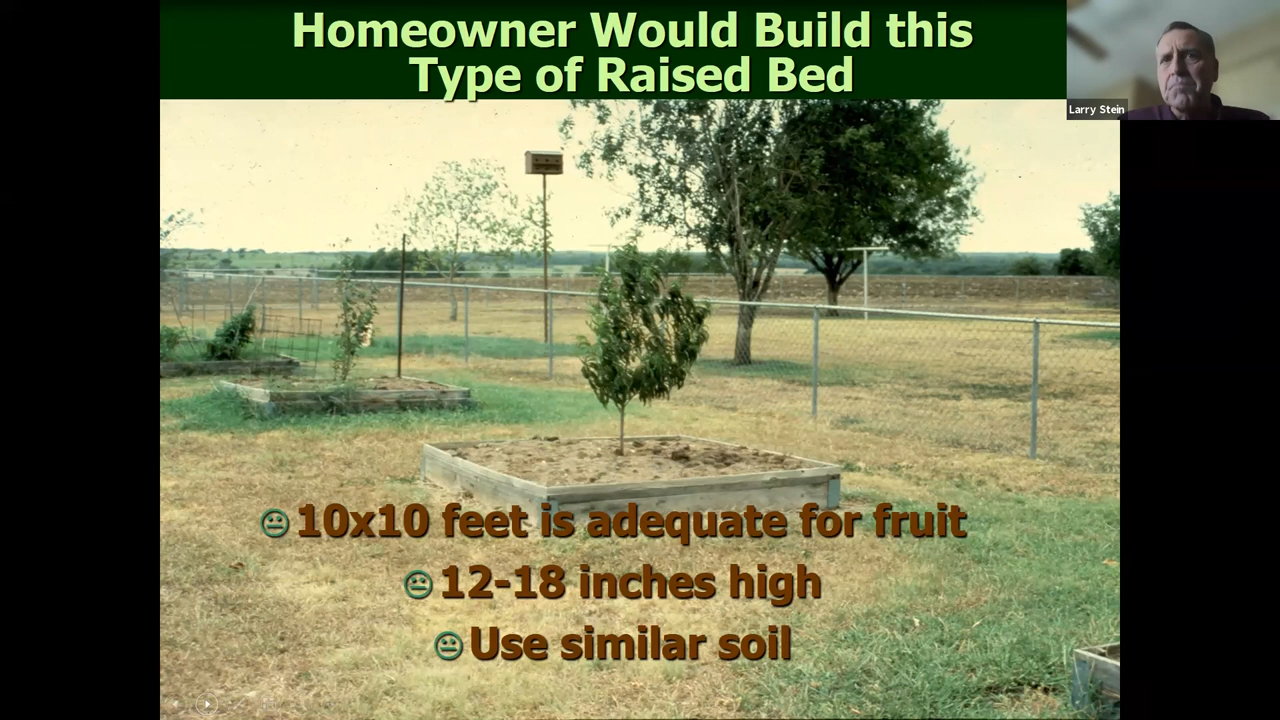 Homeowner Would Build this
Type of Raised Bed
Larry Stein
10x10 feet is adequate for fruit
12-18 inches high
Use similar soil